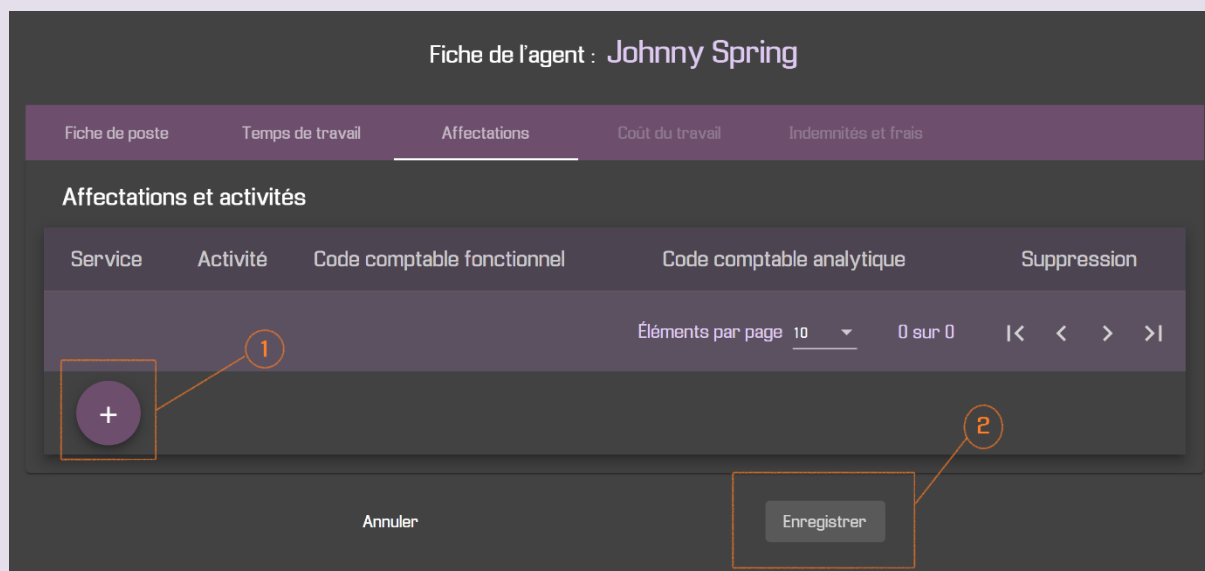 Fiche de l'agent : Johnny Spring
Fiche de poste Temps de travail Affectations Coût du travail Indemnités et frais
Affectations et activités
Service Activité Code comptable fonctionnel Code comptable analytique Suppression
Éléments par page 10 0 sur 0
1
+
2
Annuler Enregistrer